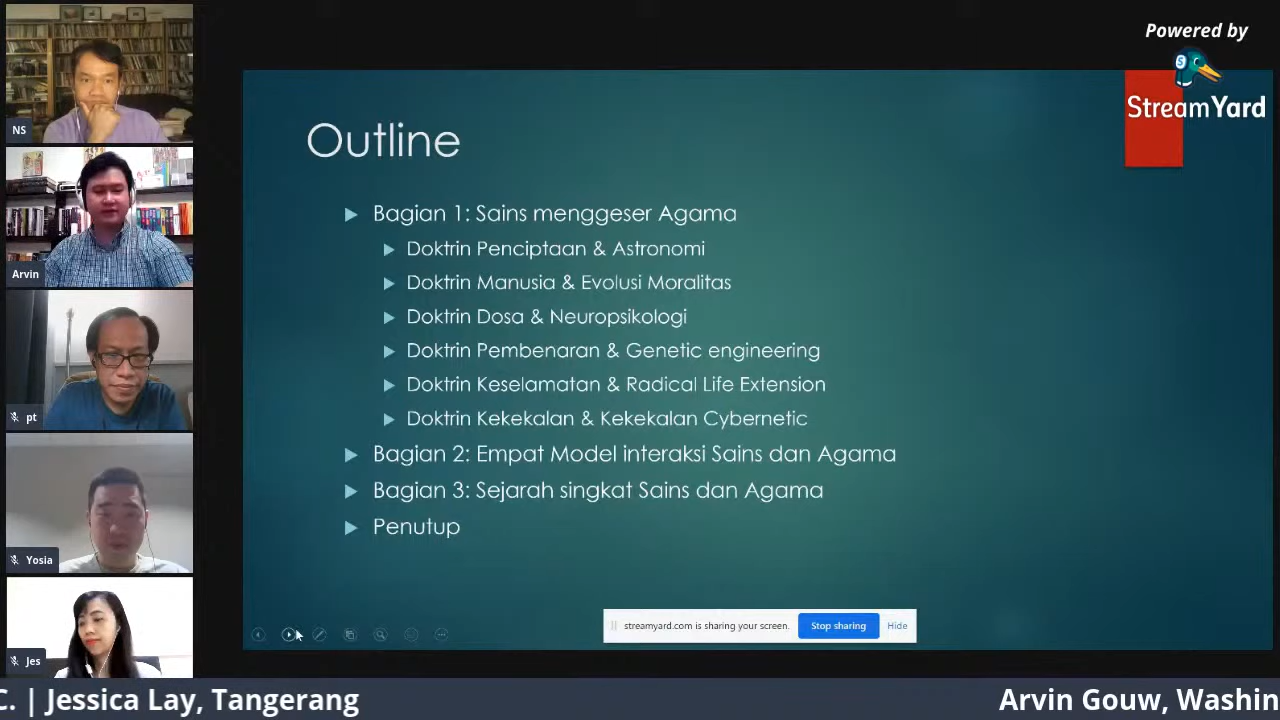 Powered by
StreamYard
NS
Arvin
pt
Yosia
Jes
Outline
Bagian 1: Sains menggeser Agama
Doktrin Penciptaan & Astronomi
Doktrin Manusia & Evolusi Moralitas
Doktrin Dosa & Neuropsikologi
Doktrin Pembenaran & Genetic engineering
Doktrin Keselamatan & Radical Life Extension
Doktrin Kekekalan & Kekekalan Cybernetic
Bagian 2: Empat Model interaksi Sains dan Agama
Bagian 3: Sejarah singkat Sains dan Agama
Penutup
streamyard.com is sharing your screen. Stop sharing Hide
C. | Jessica Lay, Tangerang Arvin Gouw, Washin